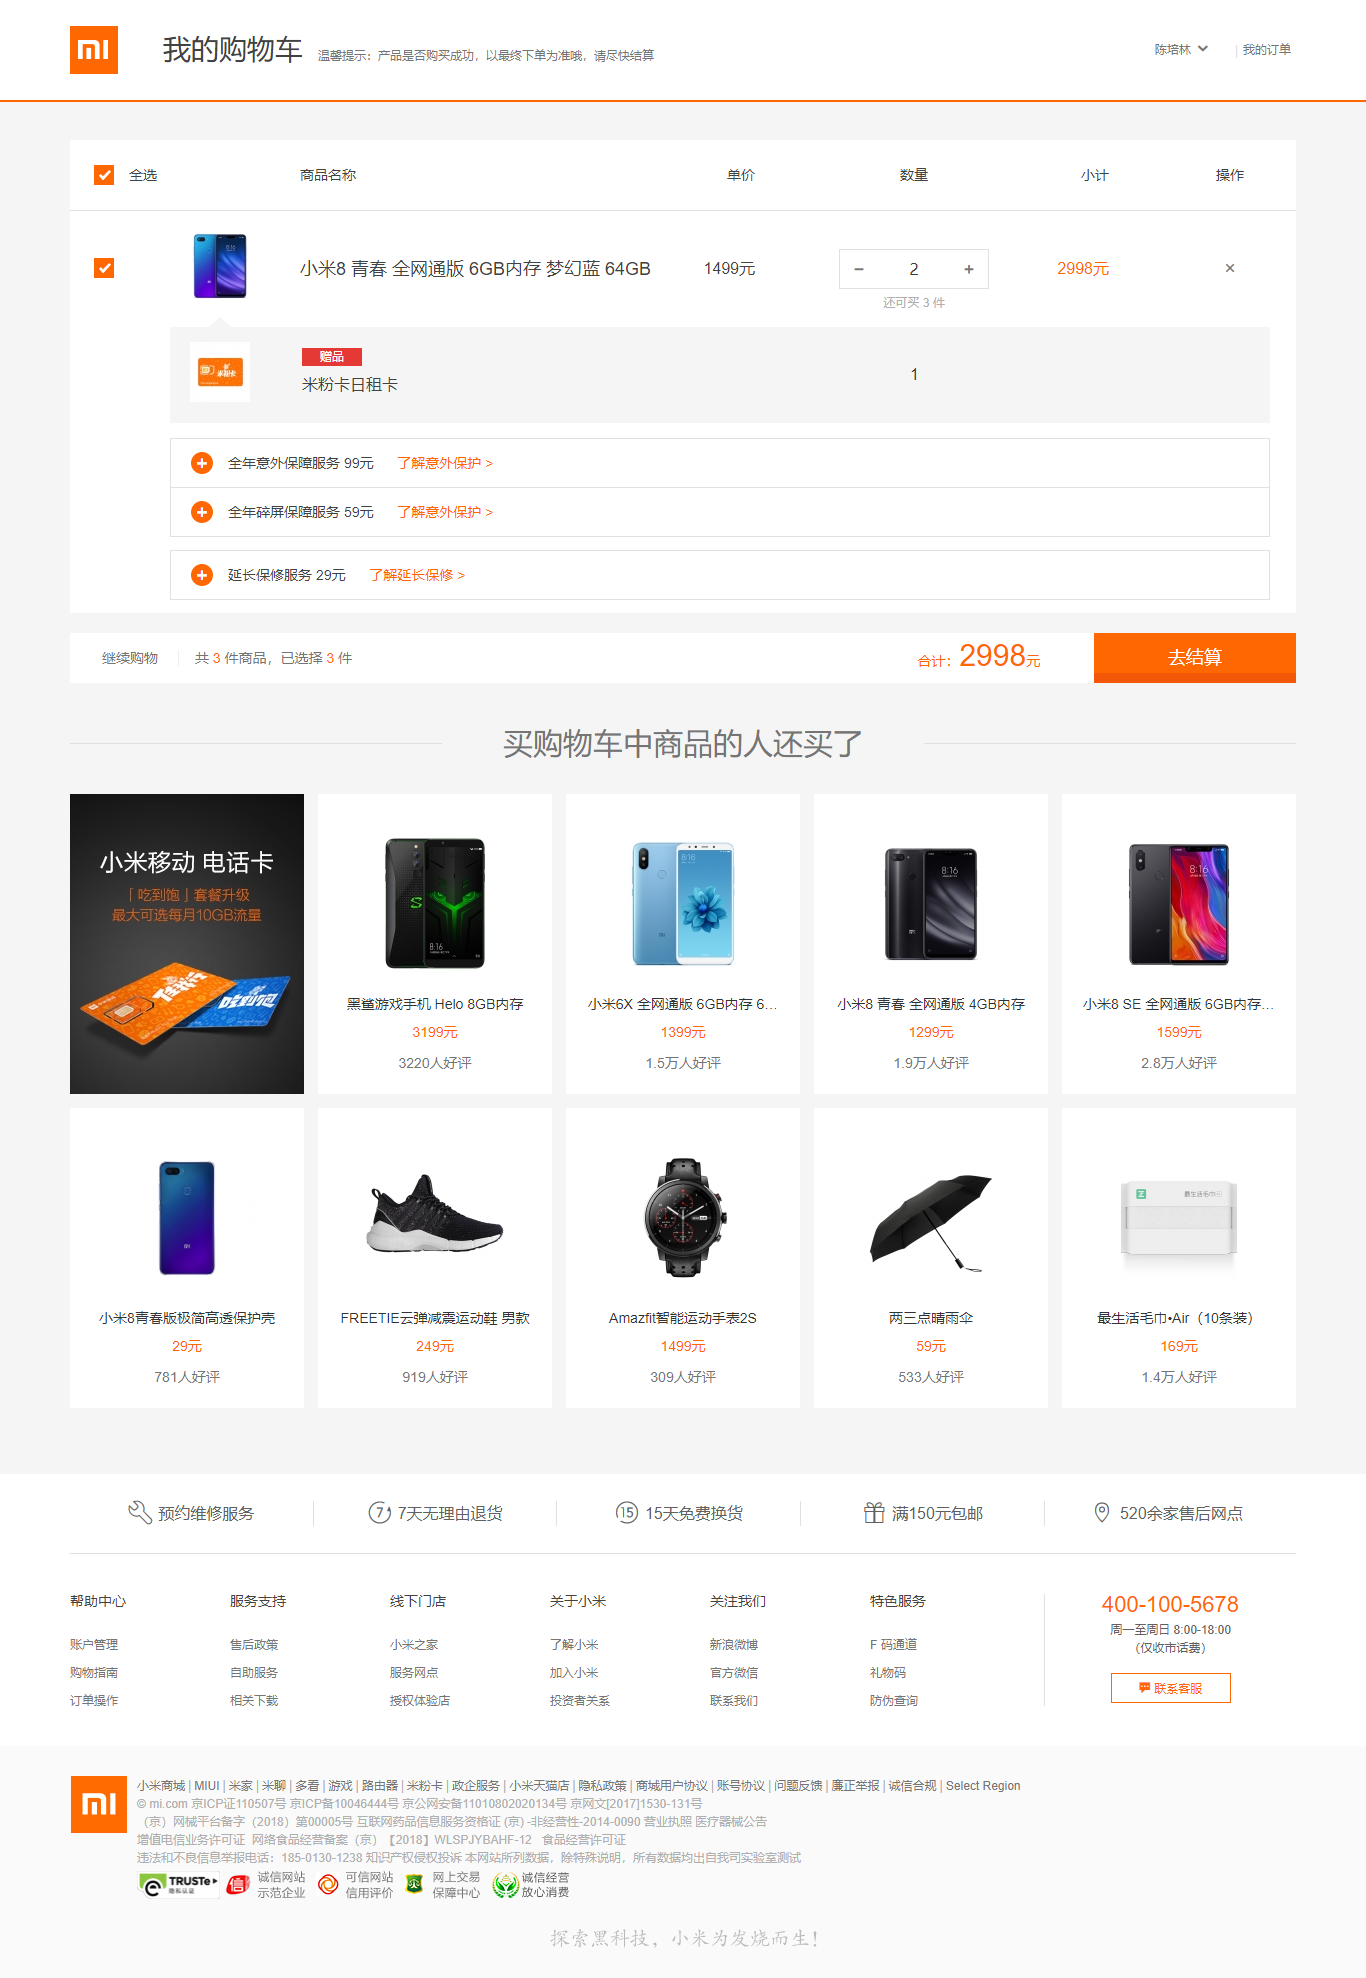 我的购物车 温馨提示：产品是否购买成功，以最终下单为准哦，请尽快结算 陈培林 | 我的订单
全选 商品名称 单价 数量 小计 操作
小米8 青春 全网通版 6GB内存 梦幻蓝 64GB 1499元 − 2 + 2998元 ×
还可买 3 件
赠品
米粉卡日租卡 1
全年意外保障服务 99元 了解意外保护 >
全年碎屏保障服务 59元 了解意外保护 >
延长保修服务 29元 了解延长保修 >
继续购物 共 3 件商品，已选择 3 件 合计：2998元 去结算
买购物车中商品的人还买了
小米移动 电话卡
「吃到饱」套餐升级
最大可选每月10GB流量
黑鲨游戏手机 Helo 8GB内存
3199元
3220人好评
小米6X 全网通版 6GB内存 6...
1399元
1.5万人好评
小米8 青春 全网通版 4GB内存
1299元
1.9万人好评
小米8 SE 全网通版 6GB内存...
1599元
2.8万人好评
小米8青春版极简高透保护壳
29元
781人好评
FREETIE云弹减震运动鞋 男款
249元
919人好评
Amazfit智能运动手表2S
1499元
309人好评
两三点晴雨伞
59元
533人好评
最生活毛巾•Air（10条装）
169元
1.4万人好评
预约维修服务 7天无理由退货 15天免费换货 满150元包邮 520余家售后网点
帮助中心
账户管理
购物指南
订单操作
服务支持
售后政策
自助服务
相关下载
线下门店
小米之家
服务网点
授权体验店
关于小米
了解小米
加入小米
投资者关系
关注我们
新浪微博
官方微信
联系我们
特色服务
F 码通道
礼物码
防伪查询
400-100-5678
周一至周日 8:00-18:00
（仅收市话费）
联系客服
小米商城 | MIUI | 米家 | 米聊 | 多看 | 游戏 | 路由器 | 米粉卡 | 政企服务 | 小米天猫店 | 隐私政策 | 商城用户协议 | 账号协议 | 问题反馈 | 廉正举报 | 诚信合规 | Select Region
© mi.com 京ICP证110507号 京ICP备10046444号 京公网安备11010802020134号 京网文[2017]1530-131号
（京）网械平台备字（2018）第00005号 互联网药品信息服务资格证 (京) -非经营性-2014-0090 营业执照 医疗器械公告
增值电信业务许可证 网络食品经营备案（京）【2018】WLSPJYBAHF-12 食品经营许可证
违法和不良信息举报电话：185-0130-1238 知识产权侵权投诉 本网站所列数据，除特殊说明，所有数据均出自我司实验室测试
TRUSTe 隐私认证
诚信网站
示范企业
可信网站
信用评价
网上交易
保障中心
诚信经营
放心消费
探索黑科技，小米为发烧而生！